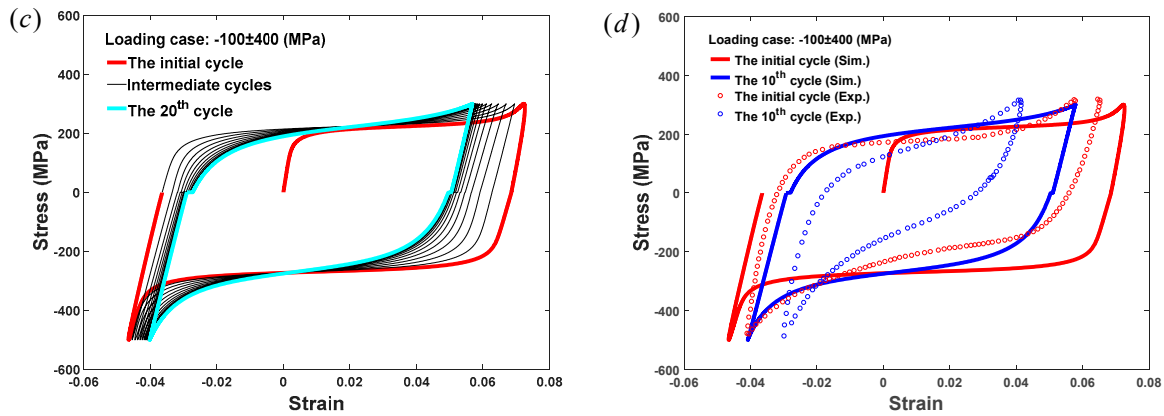 (c)
Loading case: -100±400 (MPa)
The initial cycle
Intermediate cycles
The 20th cycle
600
400
200
0
-200
-400
-600
Stress (MPa)
-0.06
-0.04
-0.02
0
0.02
0.04
0.06
0.08
Strain
(d)
Loading case: -100±400 (MPa)
The initial cycle (Sim.)
The 10th cycle (Sim.)
The initial cycle (Exp.)
The 10th cycle (Exp.)
600
400
200
0
-200
-400
-600
Stress (MPa)
-0.06
-0.04
-0.02
0
0.02
0.04
0.06
0.08
Strain